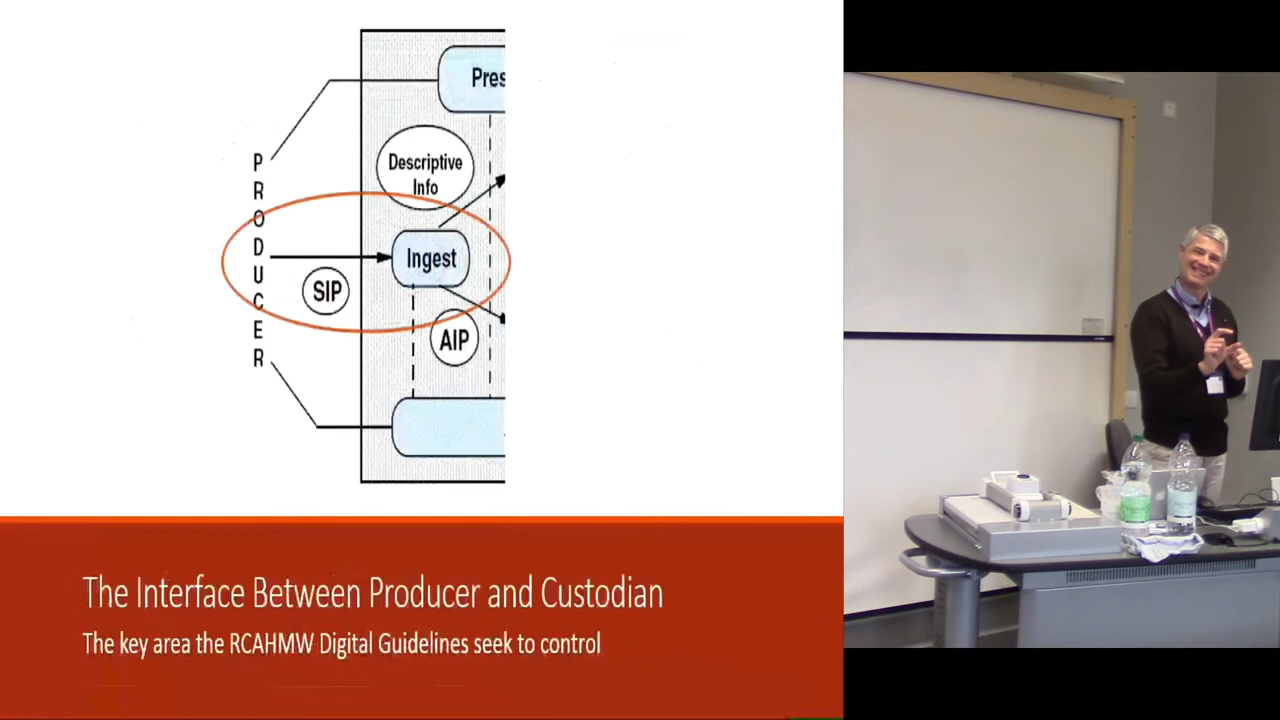 Pres
Descriptive
Info
PRODUCER
Ingest
SIP
AIP
The Interface Between Producer and Custodian
The key area the RCAHMW Digital Guidelines seek to control